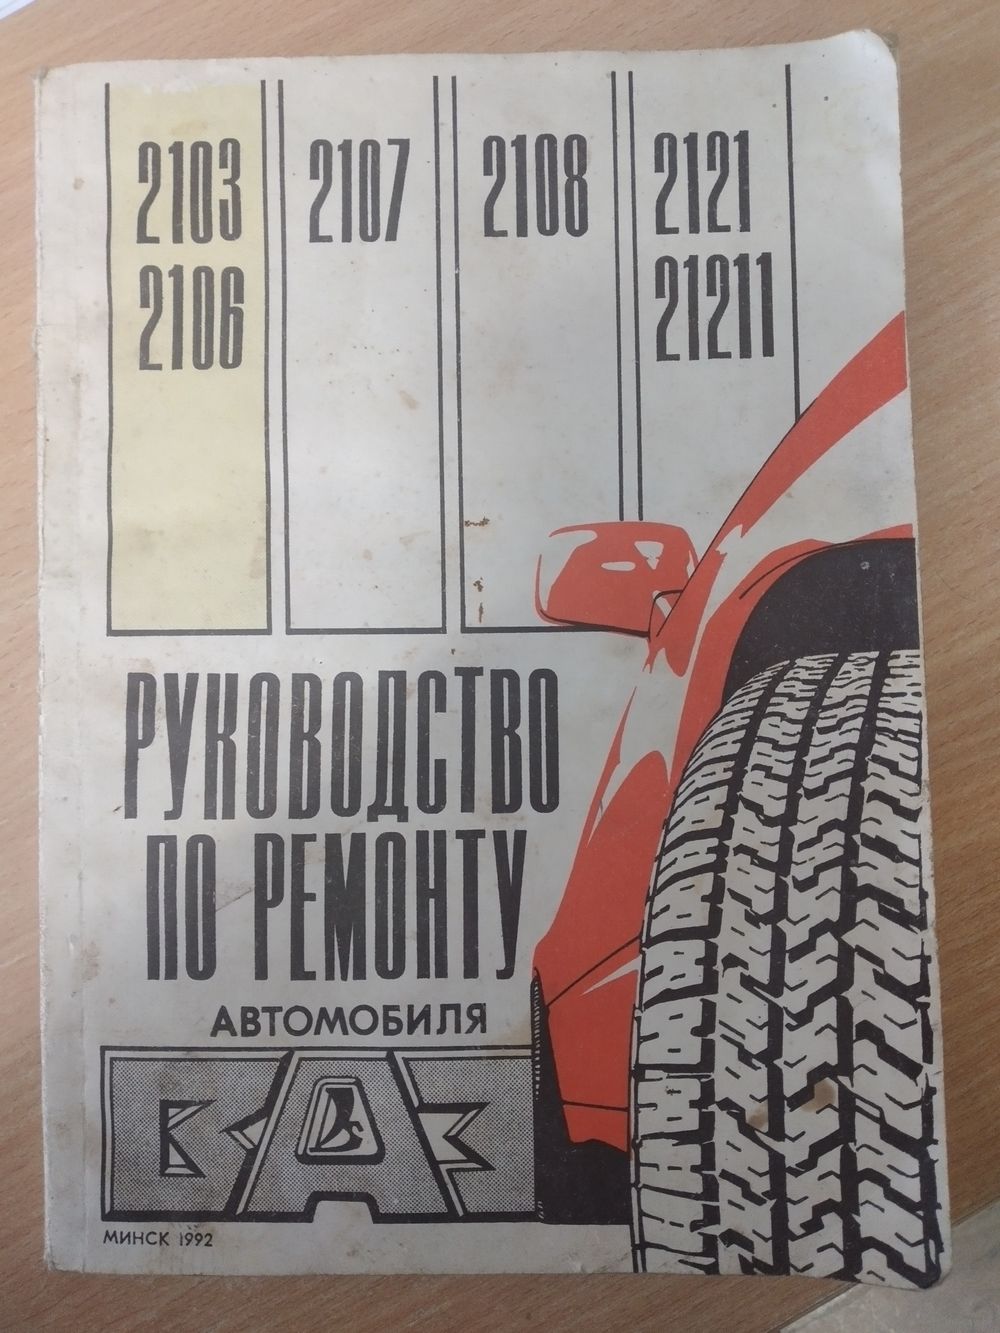 2103 2107 2108 2121
2106 21211
РУКОВОДСТВО
ПО РЕМОНТУ
АВТОМОБИЛЯ
ВАЗ
МИНСК 1992